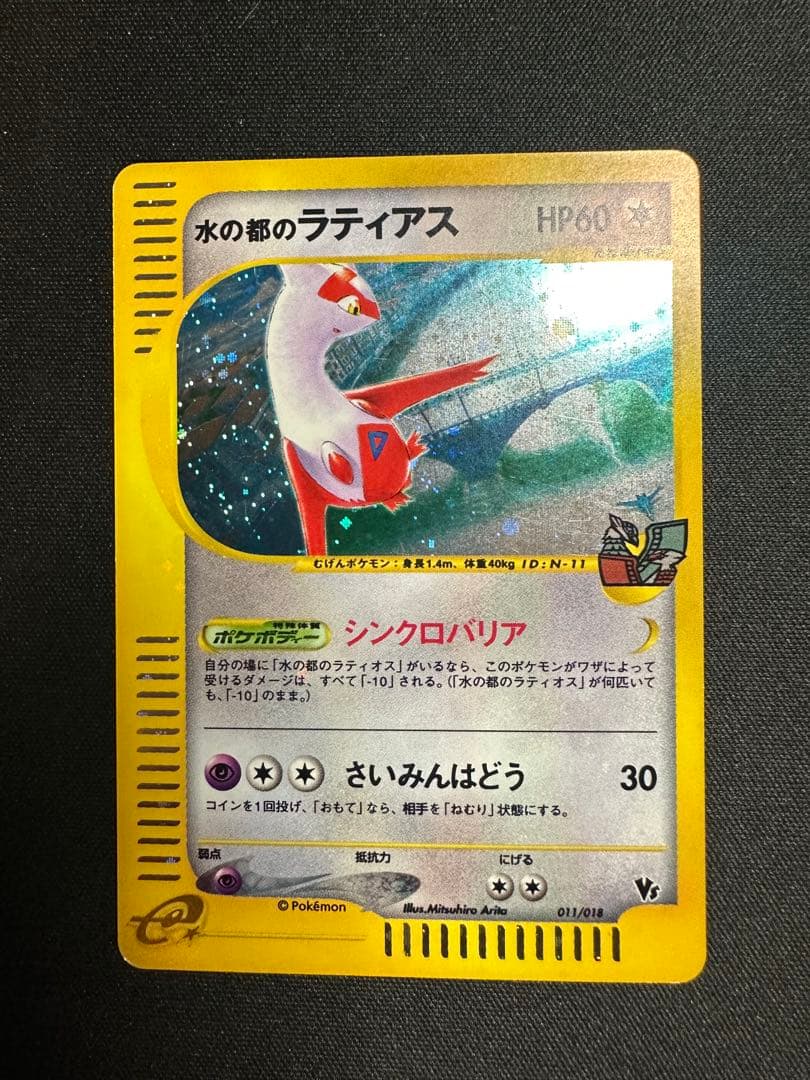 水の都のラティアス HP60
むげんポケモン：身長1.4m、体重40kg ID:N-11
特殊体質
ポケボディー シンクロバリア
自分の場に「水の都のラティオス」がいるなら、このポケモンがワザによって
受けるダメージは、すべて「-10」される。（「水の都のラティオス」が何匹いて
も、「-10」のまま。）
さいみんはどう 30
コインを1回投げ、「おもて」なら、相手を「ねむり」状態にする。
弱点 抵抗力 にげる
© Pokémon Illus.Mitsuhiro Arita 011/018 Vs
e